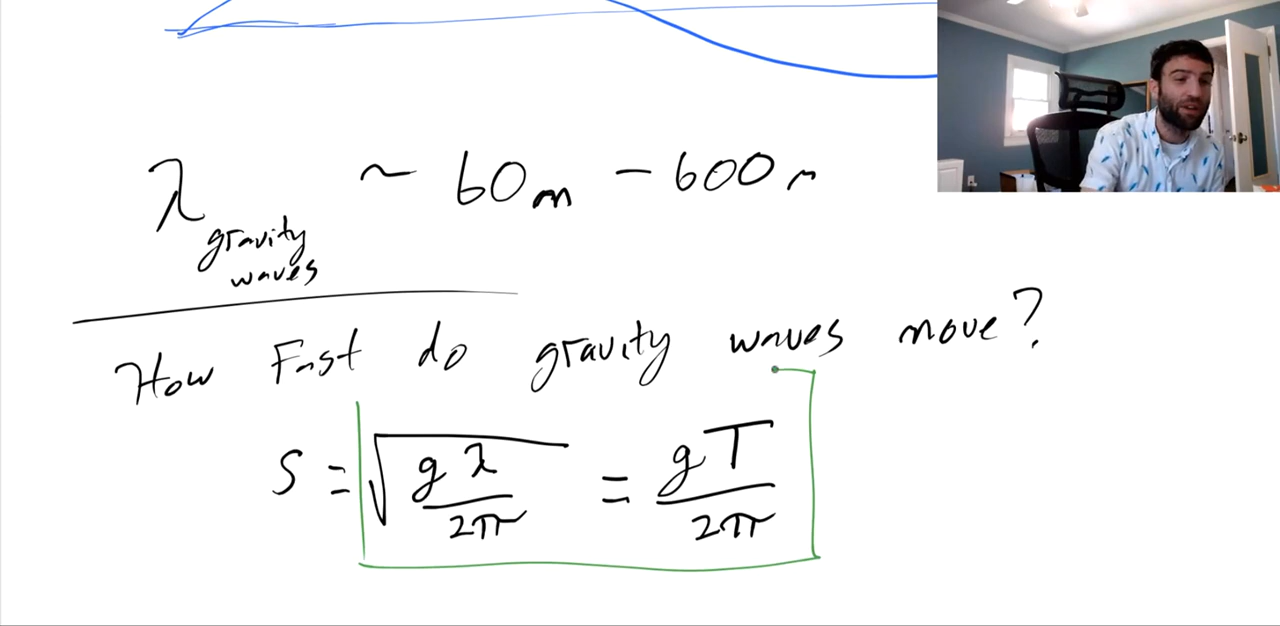 λ gravity waves ~ 60m - 600m
How Fast do gravity waves move?
S = √(gλ/2π) = gT/2π